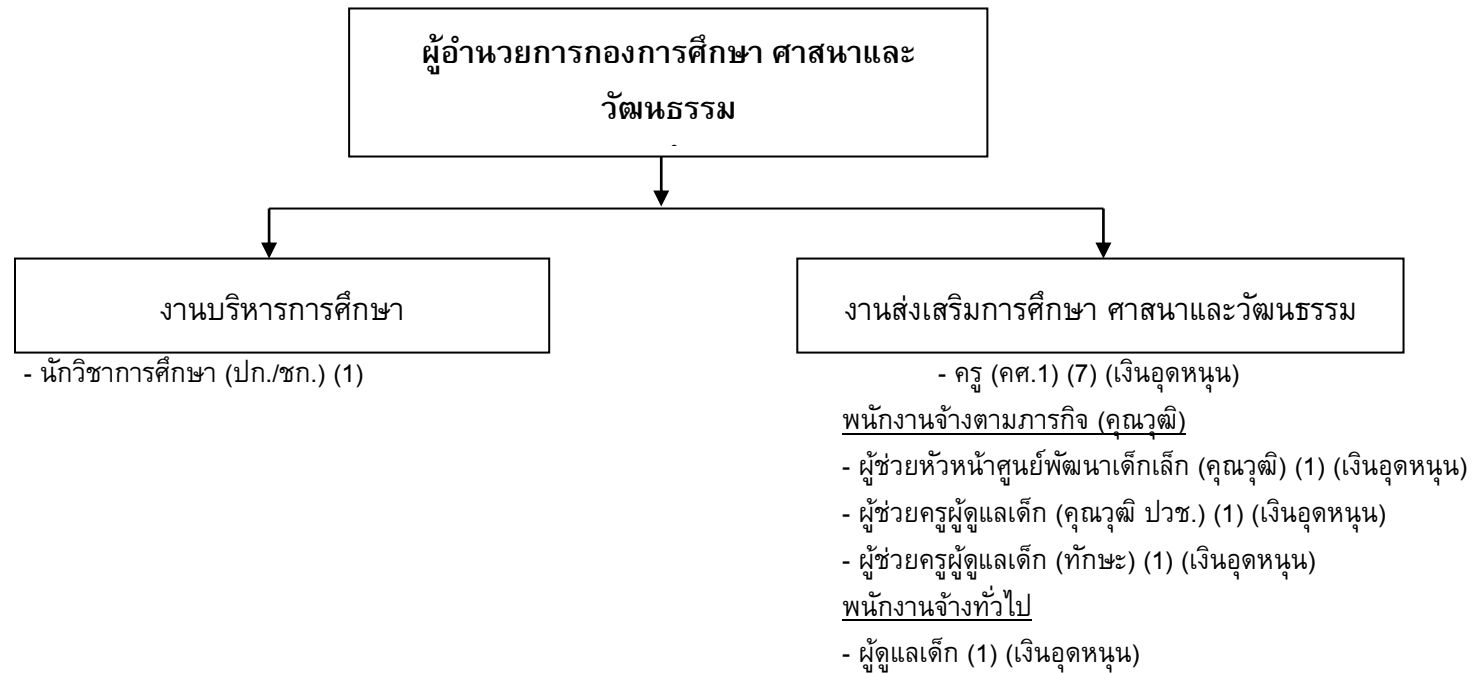 ผู้อำนวยการกองการศึกษา ศาสนาและ
วัฒนธรรม
-
งานบริหารการศึกษา
- นักวิชาการศึกษา (ปก./ชก.) (1)
งานส่งเสริมการศึกษา ศาสนาและวัฒนธรรม
- ครู (คศ.1) (7) (เงินอุดหนุน)
พนักงานจ้างตามภารกิจ (คุณวุฒิ)
- ผู้ช่วยหัวหน้าศูนย์พัฒนาเด็กเล็ก (คุณวุฒิ) (1) (เงินอุดหนุน)
- ผู้ช่วยครูผู้ดูแลเด็ก (คุณวุฒิ ปวช.) (1) (เงินอุดหนุน)
- ผู้ช่วยครูผู้ดูแลเด็ก (ทักษะ) (1) (เงินอุดหนุน)
พนักงานจ้างทั่วไป
- ผู้ดูแลเด็ก (1) (เงินอุดหนุน)